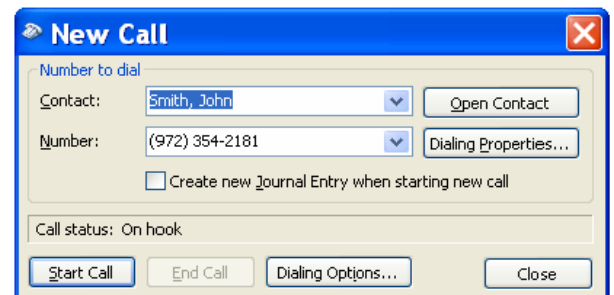 New Call
Number to dial
Contact: Smith, John Open Contact
Number: (972) 354-2181 Dialing Properties...
Create new Journal Entry when starting new call
Call status: On hook
Start Call End Call Dialing Options... Close